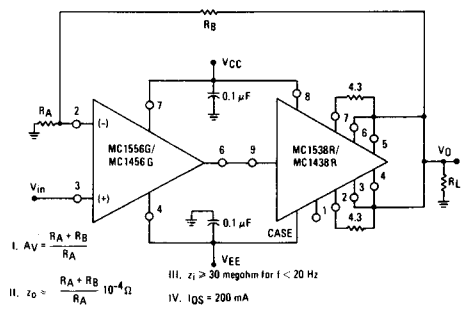 RB
VCC
0.1 μF
4.3
RA
2
7
8
7
6
5
(−)
MC1556G/
MC1456G
6
9
MC1538R/
MC1438R
VO
4
Vin
3
(+)
4
3
2
1
RL
0.1 μF
CASE
4.3
VEE
I. AV = RA + RB
RA
II. zo ≈ RA + RB 10⁻⁴ Ω
RA
III. zi ⩾ 30 megohm for f < 20 Hz
IV. IOS = 200 mA